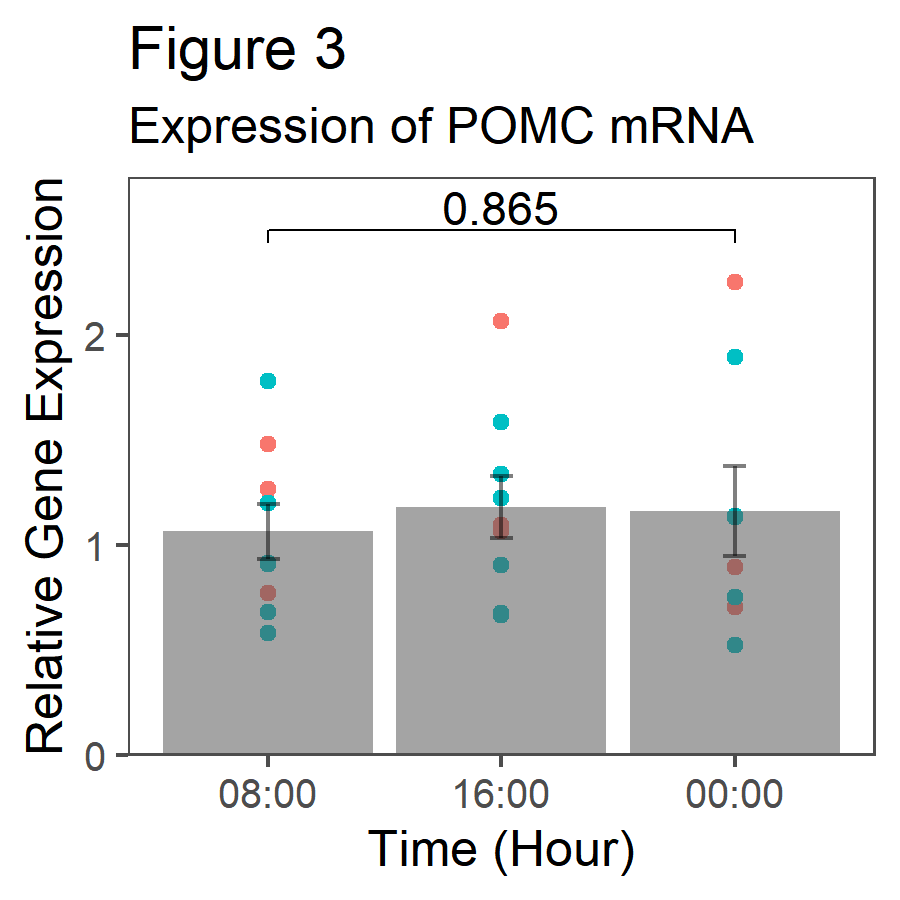 Figure 3
Expression of POMC mRNA
0.865
Relative Gene Expression
2
1
0
08:00 16:00 00:00
Time (Hour)